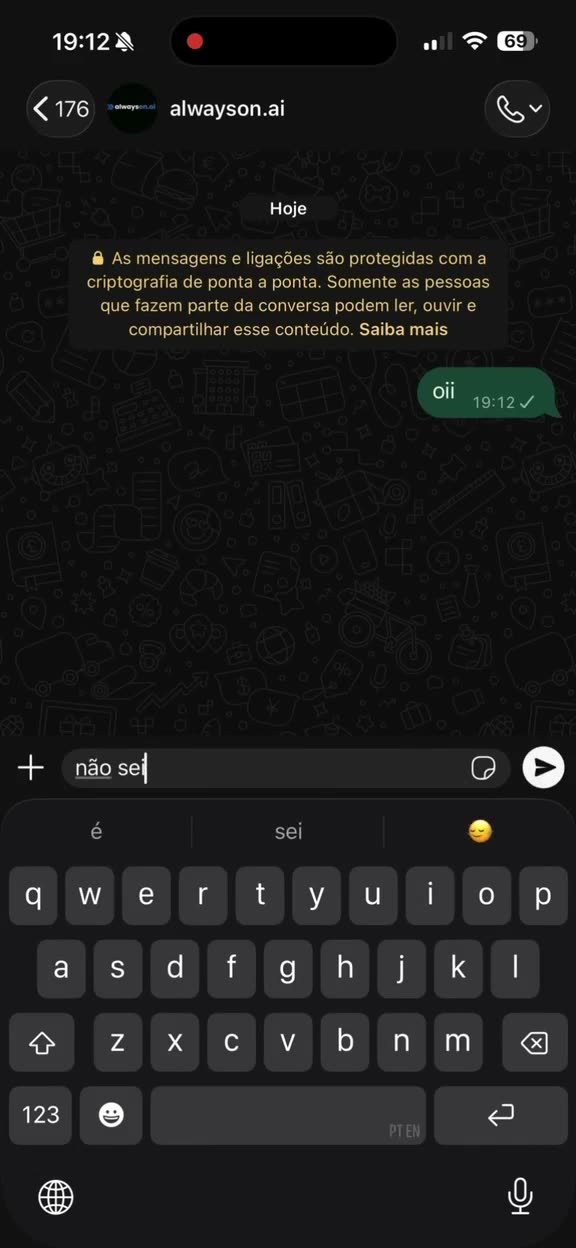 19:12
69
176
alwayson.ai
alwayson.ai
Hoje
As mensagens e ligações são protegidas com a
criptografia de ponta a ponta. Somente as pessoas
que fazem parte da conversa podem ler, ouvir e
compartilhar esse conteúdo. Saiba mais
oii
19:12
não sei
é sei
q w e r t y u i o p
a s d f g h j k l
z x c v b n m
123
PT EN